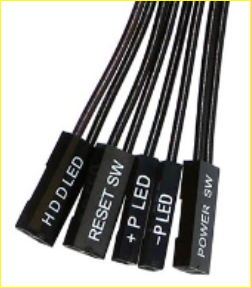 HDD LED
RESET SW
+P LED
-P LED
POWER SW